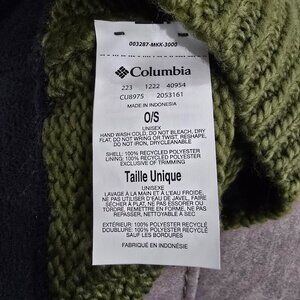 003287-MKK-3000
Columbia
223 1222 40954
CU8975 2053161
MADE IN INDONESIA
O/S
UNISEX
HAND WASH COLD, DO NOT BLEACH, DRY
FLAT, DO NOT WRING OR TWIST, RESHAPE,
DO NOT IRON, DRYCLEANABLE
SHELL: 100% RECYCLED POLYESTER
LINING: 100% RECYCLED POLYESTER
EXCLUSIVE OF TRIMMING
Taille Unique
UNISEXE
LAVAGE À LA MAIN ET À L'EAU FROIDE,
NE PAS UTILISER D'EAU DE JAVEL, FAIRE
SÉCHER À PLAT, NE PAS ESSORER OU
TORDRE, REMETTRE EN FORME, NE PAS
REPASSER, NETTOYABLE A SEC
EXTÉRIEUR: 100% POLYESTER RECYCLÉ
DOUBLURE: 100% POLYESTER RECYCLÉ
SAUF LES BORDURES
FABRIQUÉ EN INDONÉSIE